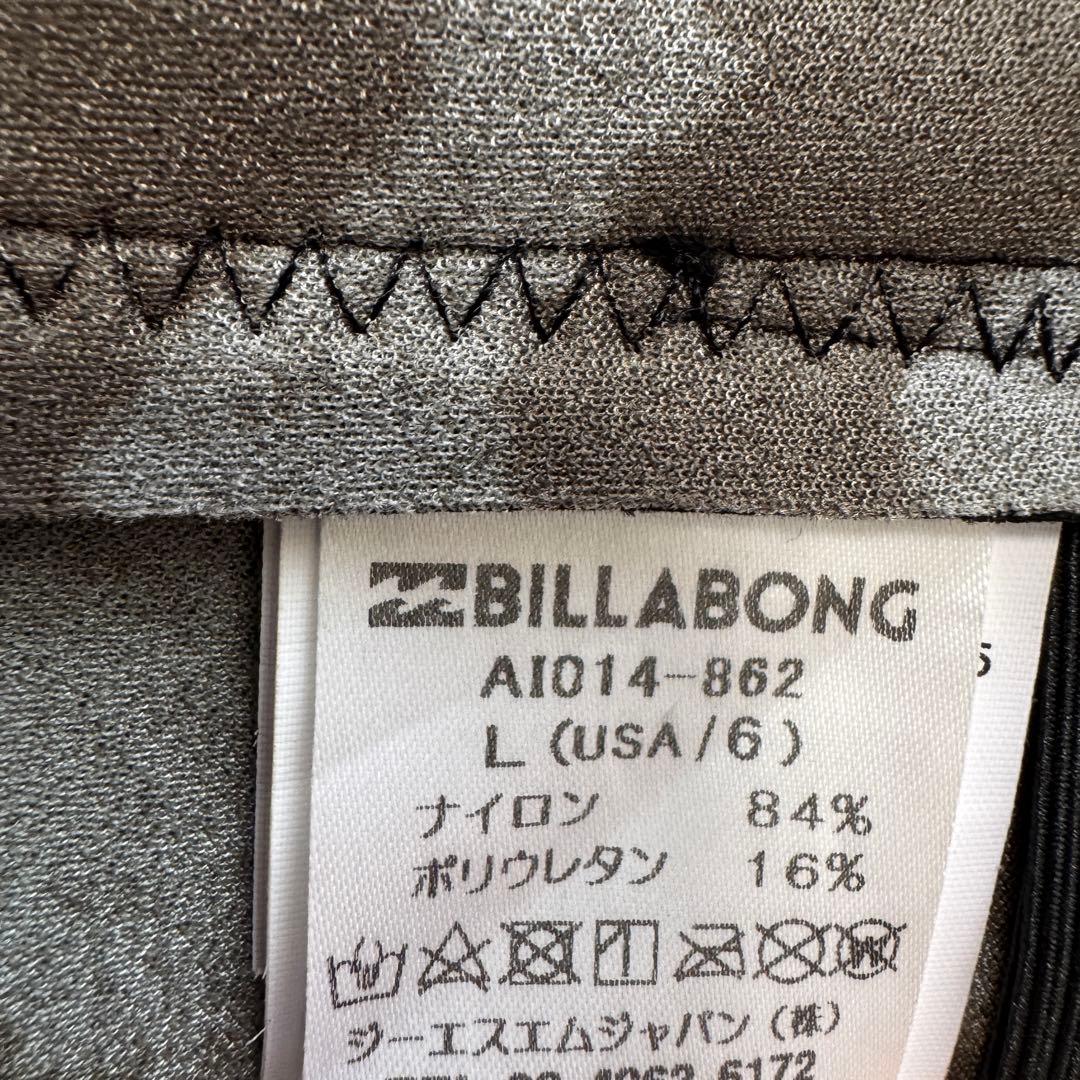 BILLABONG
AI014-862
L (USA/6)
ナイロン 84%
ポリウレタン 16%
ジーエスエムジャパン(株)
6172